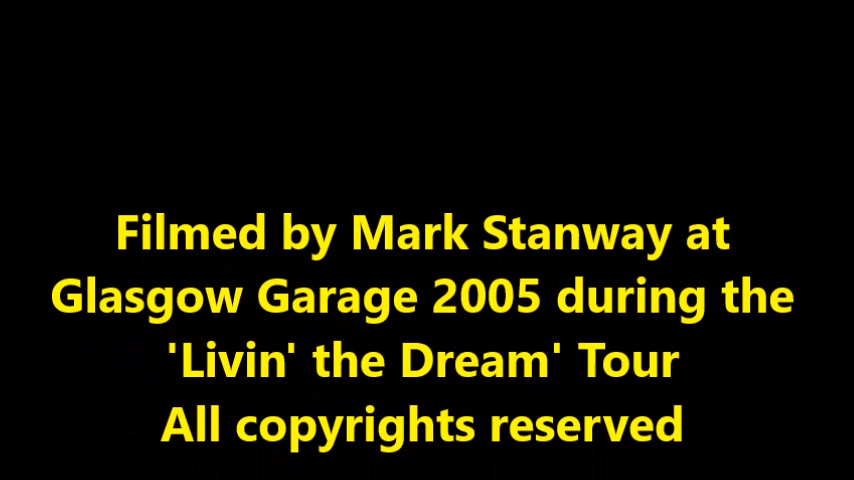 Filmed by Mark Stanway at
Glasgow Garage 2005 during the
'Livin' the Dream' Tour
All copyrights reserved